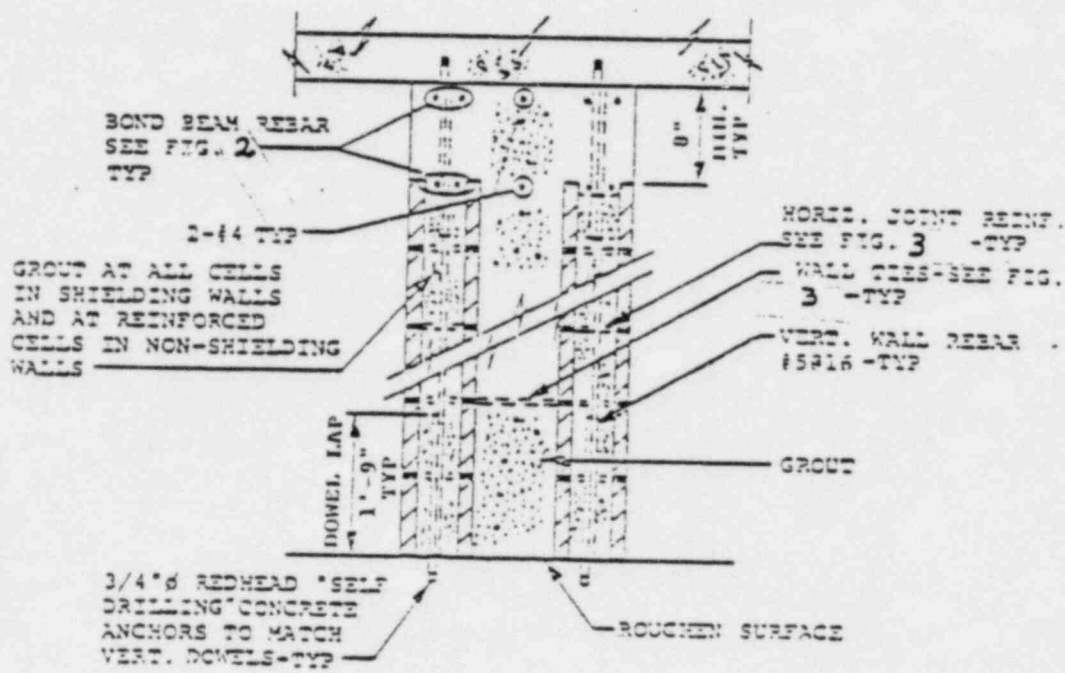 BOND BEAM REBAR
SEE FIG. 2
TYP
2-#4 TYP
GROUT AT ALL CELLS
IN SHIELDING WALLS
AND AT REINFORCED
CELLS IN NON-SHIELDING
WALLS
8"
MIN.
TYP
HORIZ. JOINT REINF.
SEE FIG. 3 -TYP
WALL TIES-SEE FIG.
3 -TYP
VERT. WALL REBAR
#5@16 -TYP
DOWEL LAP
1'-9"
TYP
GROUT
3/4"ø REDHEAD "SELF
DRILLING" CONCRETE
ANCHORS TO MATCH
VERT. DOWELS-TYP
ROUGHEN SURFACE